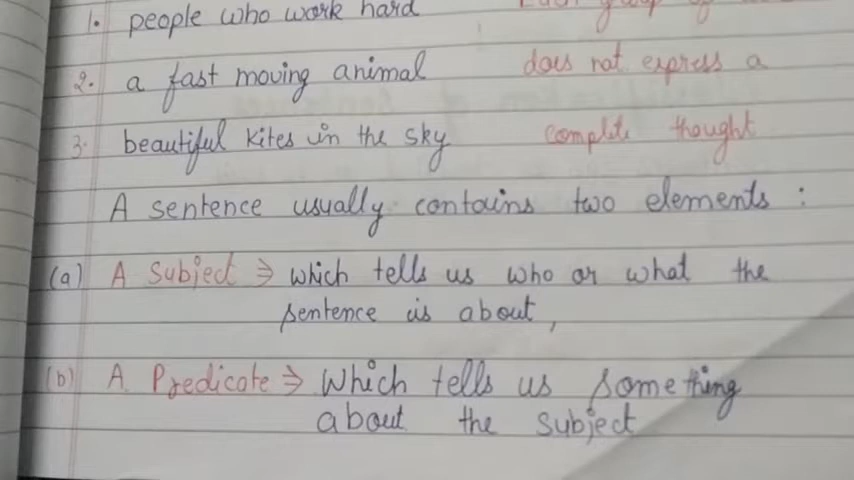 1. people who work hard
2. a fast moving animal does not express a
3. beautiful kites in the sky complete thought
A sentence usually contains two elements :
(a) A Subject ⇒ which tells us who or what the
sentence is about,
(b) A Predicate ⇒ Which tells us something
about the subject